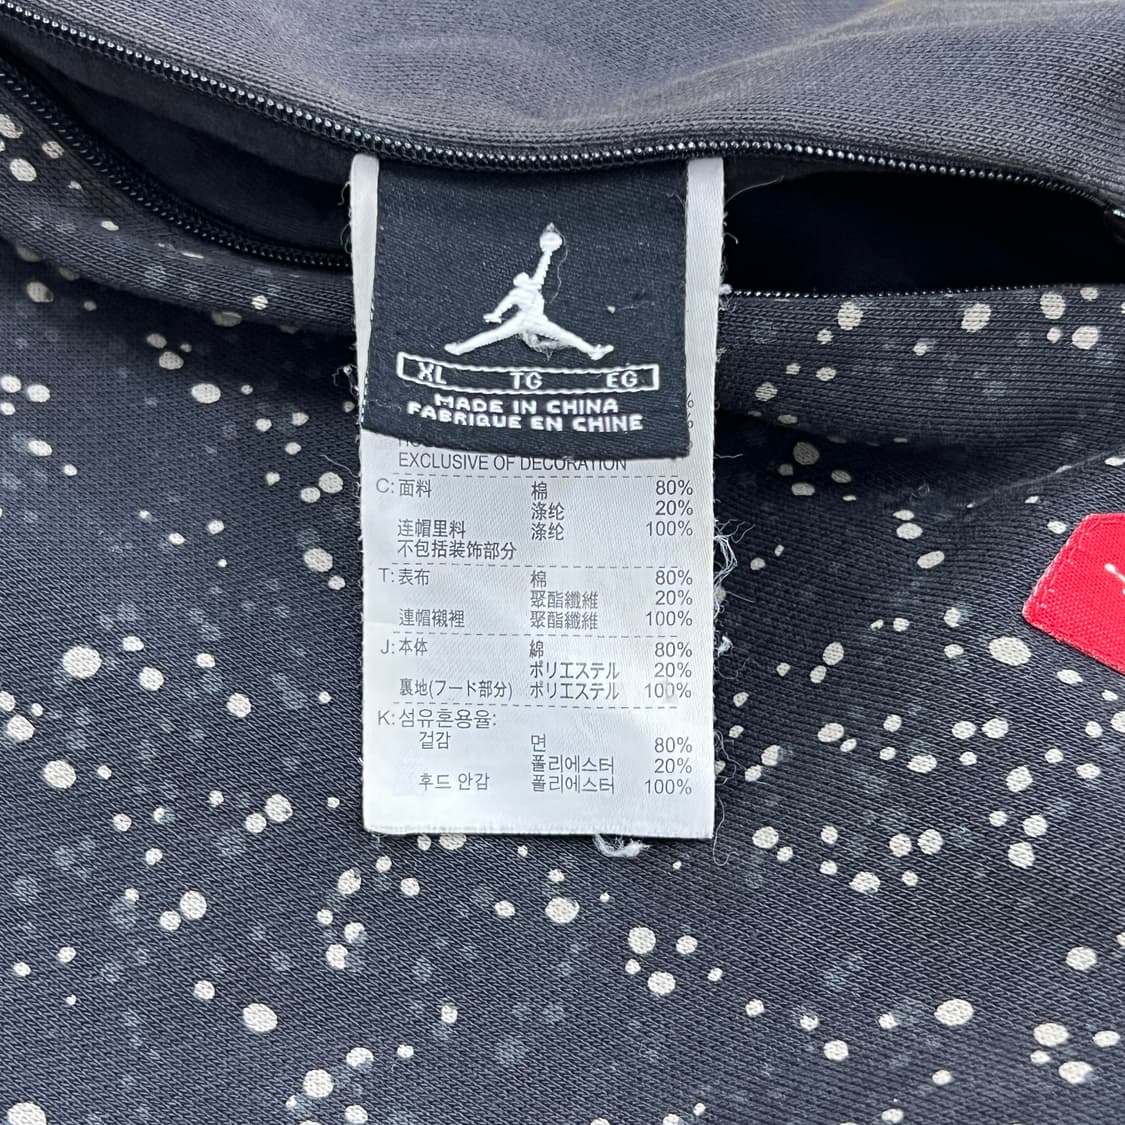 XL TG EG
MADE IN CHINA
FABRIQUE EN CHINE
EXCLUSIVE OF DECORATION
C: 面料 棉 80%
涤纶 20%
连帽里料 涤纶 100%
不包括装饰部分
T: 表布 棉 80%
聚酯纖維 20%
連帽襯裡 聚酯纖維 100%
J: 本体 綿 80%
ポリエステル 20%
裏地(フード部分) ポリエステル 100%
K: 섬유혼용율:
겉감 면 80%
폴리에스터 20%
후드 안감 폴리에스터 100%